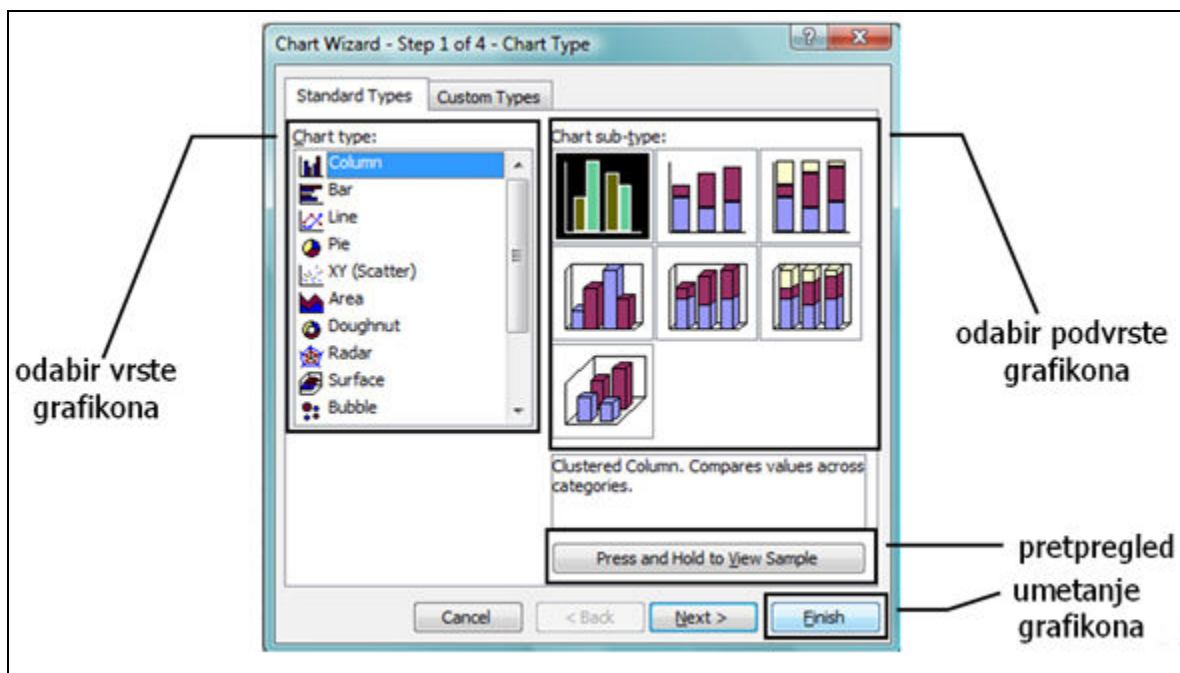 Chart Wizard - Step 1 of 4 - Chart Type
Standard Types
Custom Types
Chart type:
Column
Bar
Line
Pie
XY (Scatter)
Area
Doughnut
Radar
Surface
Bubble
Chart sub-type:
Clustered Column. Compares values across
categories.
Press and Hold to View Sample
Cancel
< Back
Next >
Finish
odabir vrste
grafikona
odabir podvrste
grafikona
pretpregled
umetanje
grafikona